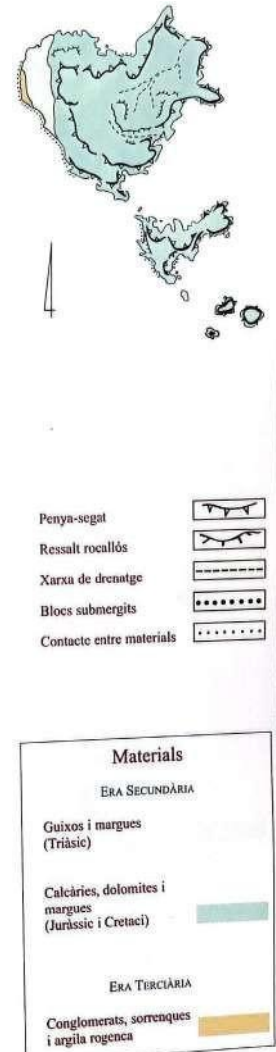 Penya-segat
Ressalt rocallós
Xarxa de drenatge
Blocs submergits
Contacte entre materials
Materials
ERA SECUNDÀRIA
Guixos i margues
(Triàsic)
Calcàries, dolomites i
margues
(Juràssic i Cretaci)
ERA TERCIÀRIA
Conglomerats, sorrenques
i argila rogenca